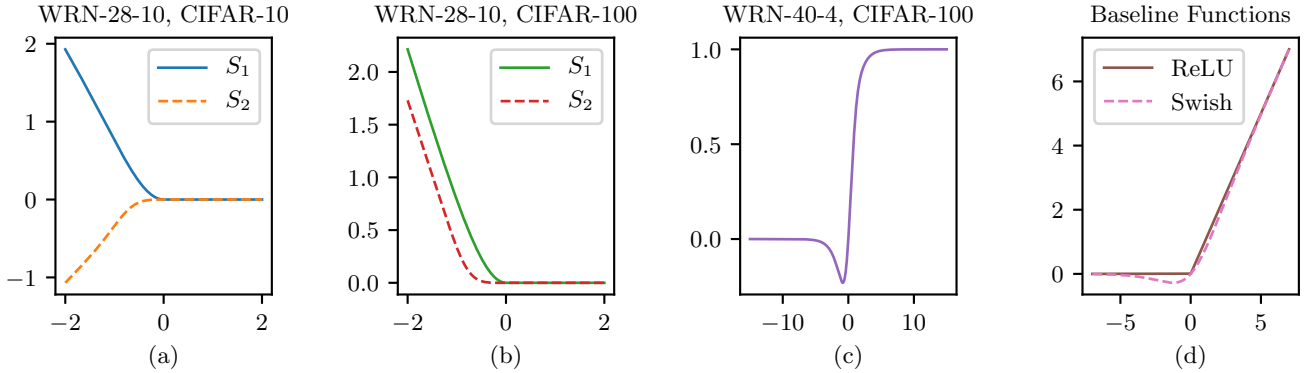 WRN-28-10, CIFAR-10
2
1
0
−1
−2 0 2
S₁
S₂
(a)
WRN-28-10, CIFAR-100
2.0
1.5
1.0
0.5
0.0
−2 0 2
S₁
S₂
(b)
WRN-40-4, CIFAR-100
1.0
0.5
0.0
−10 0 10
(c)
Baseline Functions
6
4
2
0
−5 0 5
ReLU
Swish
(d)